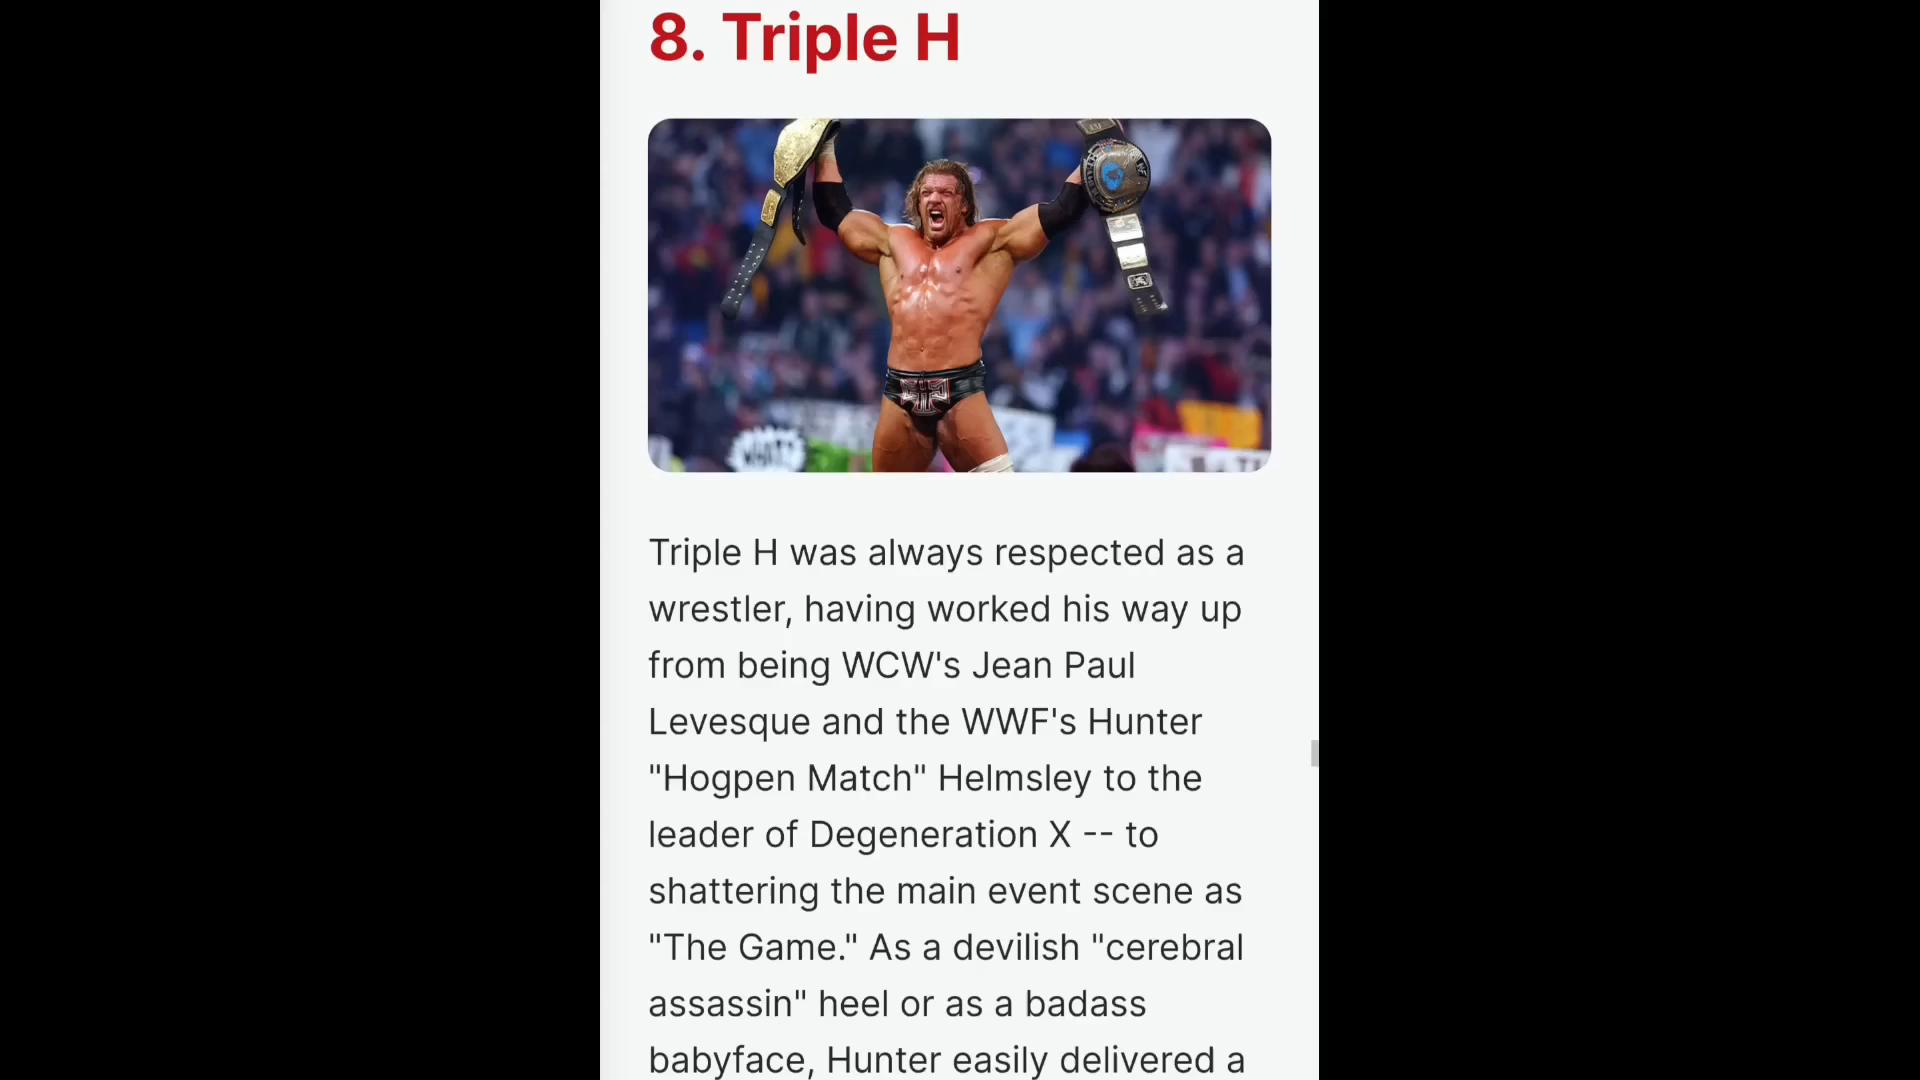 8. Triple H
Triple H was always respected as a
wrestler, having worked his way up
from being WCW's Jean Paul
Levesque and the WWF's Hunter
"Hogpen Match" Helmsley to the
leader of Degeneration X -- to
shattering the main event scene as
"The Game." As a devilish "cerebral
assassin" heel or as a badass
babyface, Hunter easily delivered a